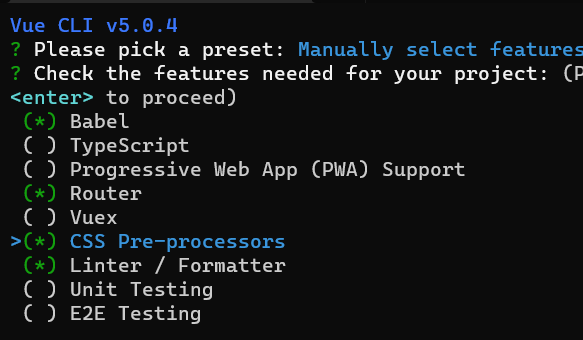 Vue CLI v5.0.4
? Please pick a preset: Manually select features
? Check the features needed for your project: (P
<enter> to proceed)
(*) Babel
( ) TypeScript
( ) Progressive Web App (PWA) Support
(*) Router
( ) Vuex
>(*) CSS Pre-processors
(*) Linter / Formatter
( ) Unit Testing
( ) E2E Testing